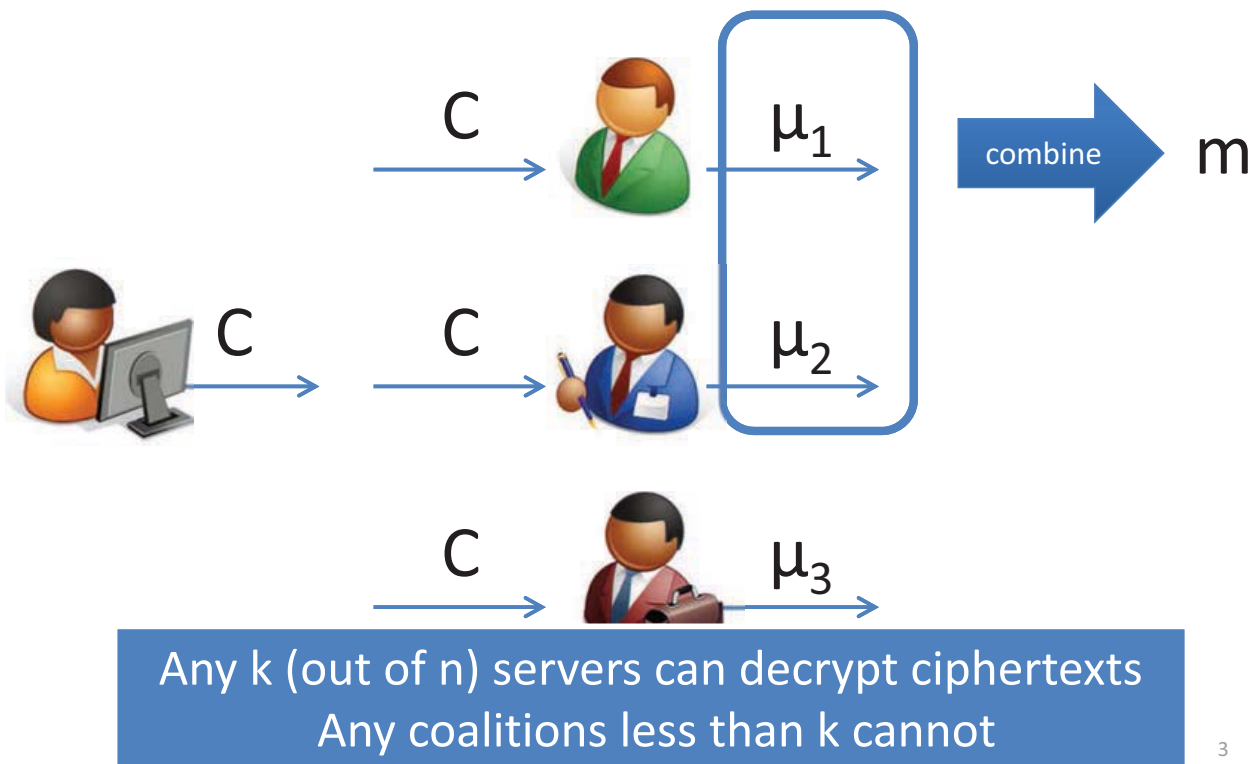 C
μ1
combine
m
C
C
μ2
C
μ3
Any k (out of n) servers can decrypt ciphertexts
Any coalitions less than k cannot
3